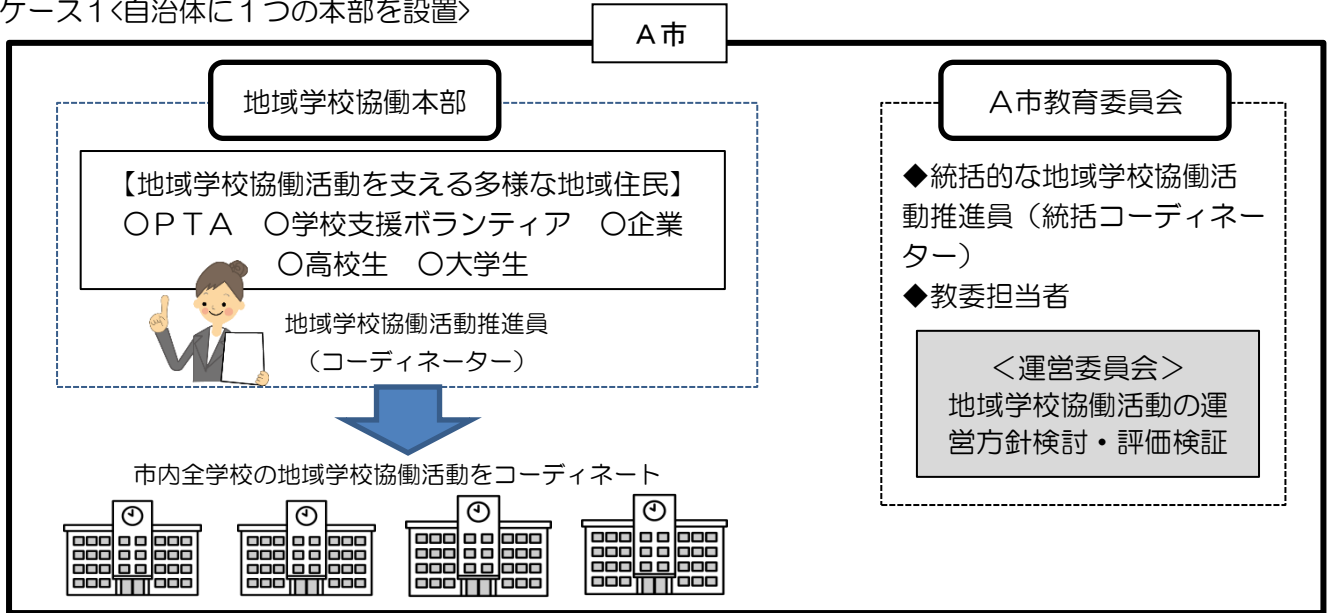 ケース１<自治体に１つの本部を設置>
Ａ市
地域学校協働本部
【地域学校協働活動を支える多様な地域住民】
〇ＰＴＡ　〇学校支援ボランティア　〇企業
〇高校生　〇大学生
地域学校協働活動推進員
（コーディネーター）
市内全学校の地域学校協働活動をコーディネート
Ａ市教育委員会
◆統括的な地域学校協働活
動推進員（統括コーディネー
ター）
◆教委担当者
＜運営委員会＞
地域学校協働活動の運
営方針検討・評価検証